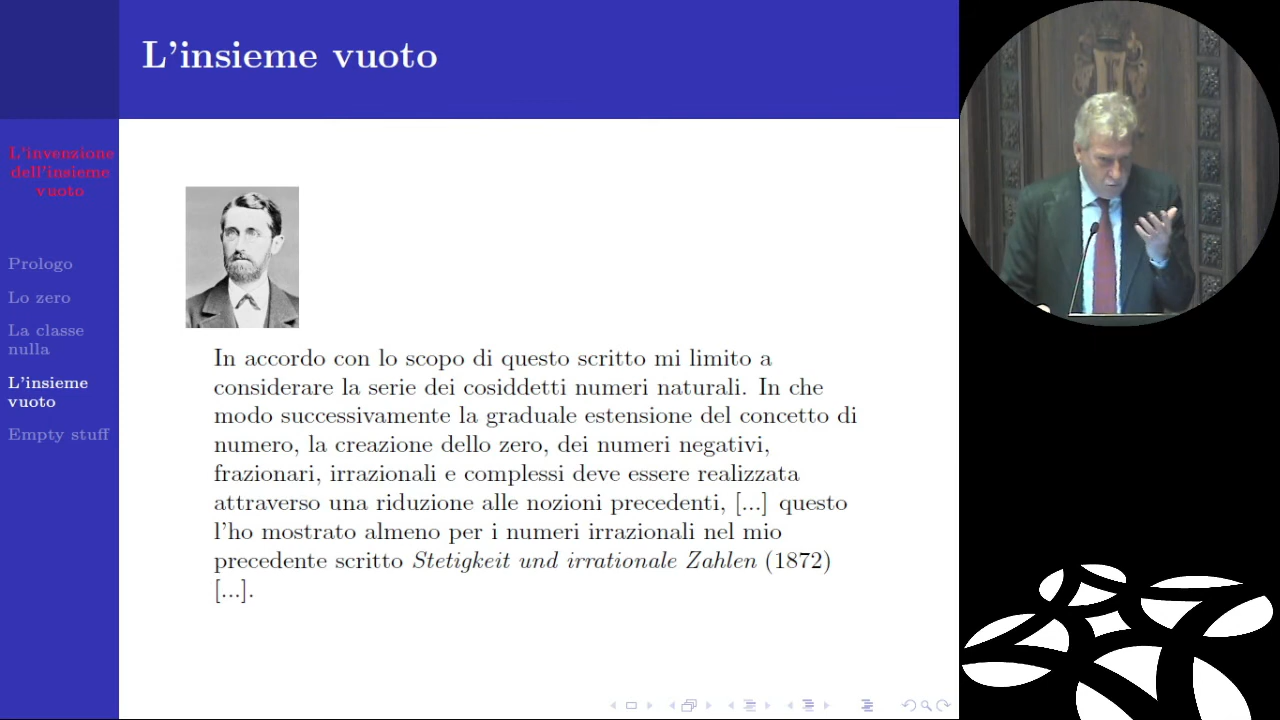 L'insieme vuoto
L'invenzione
dell'insieme
vuoto
Prologo
Lo zero
La classe
nulla
L'insieme
vuoto
Empty stuff
In accordo con lo scopo di questo scritto mi limito a
considerare la serie dei cosiddetti numeri naturali. In che
modo successivamente la graduale estensione del concetto di
numero, la creazione dello zero, dei numeri negativi,
frazionari, irrazionali e complessi deve essere realizzata
attraverso una riduzione alle nozioni precedenti, [...] questo
l'ho mostrato almeno per i numeri irrazionali nel mio
precedente scritto Stetigkeit und irrationale Zahlen (1872)
[...].